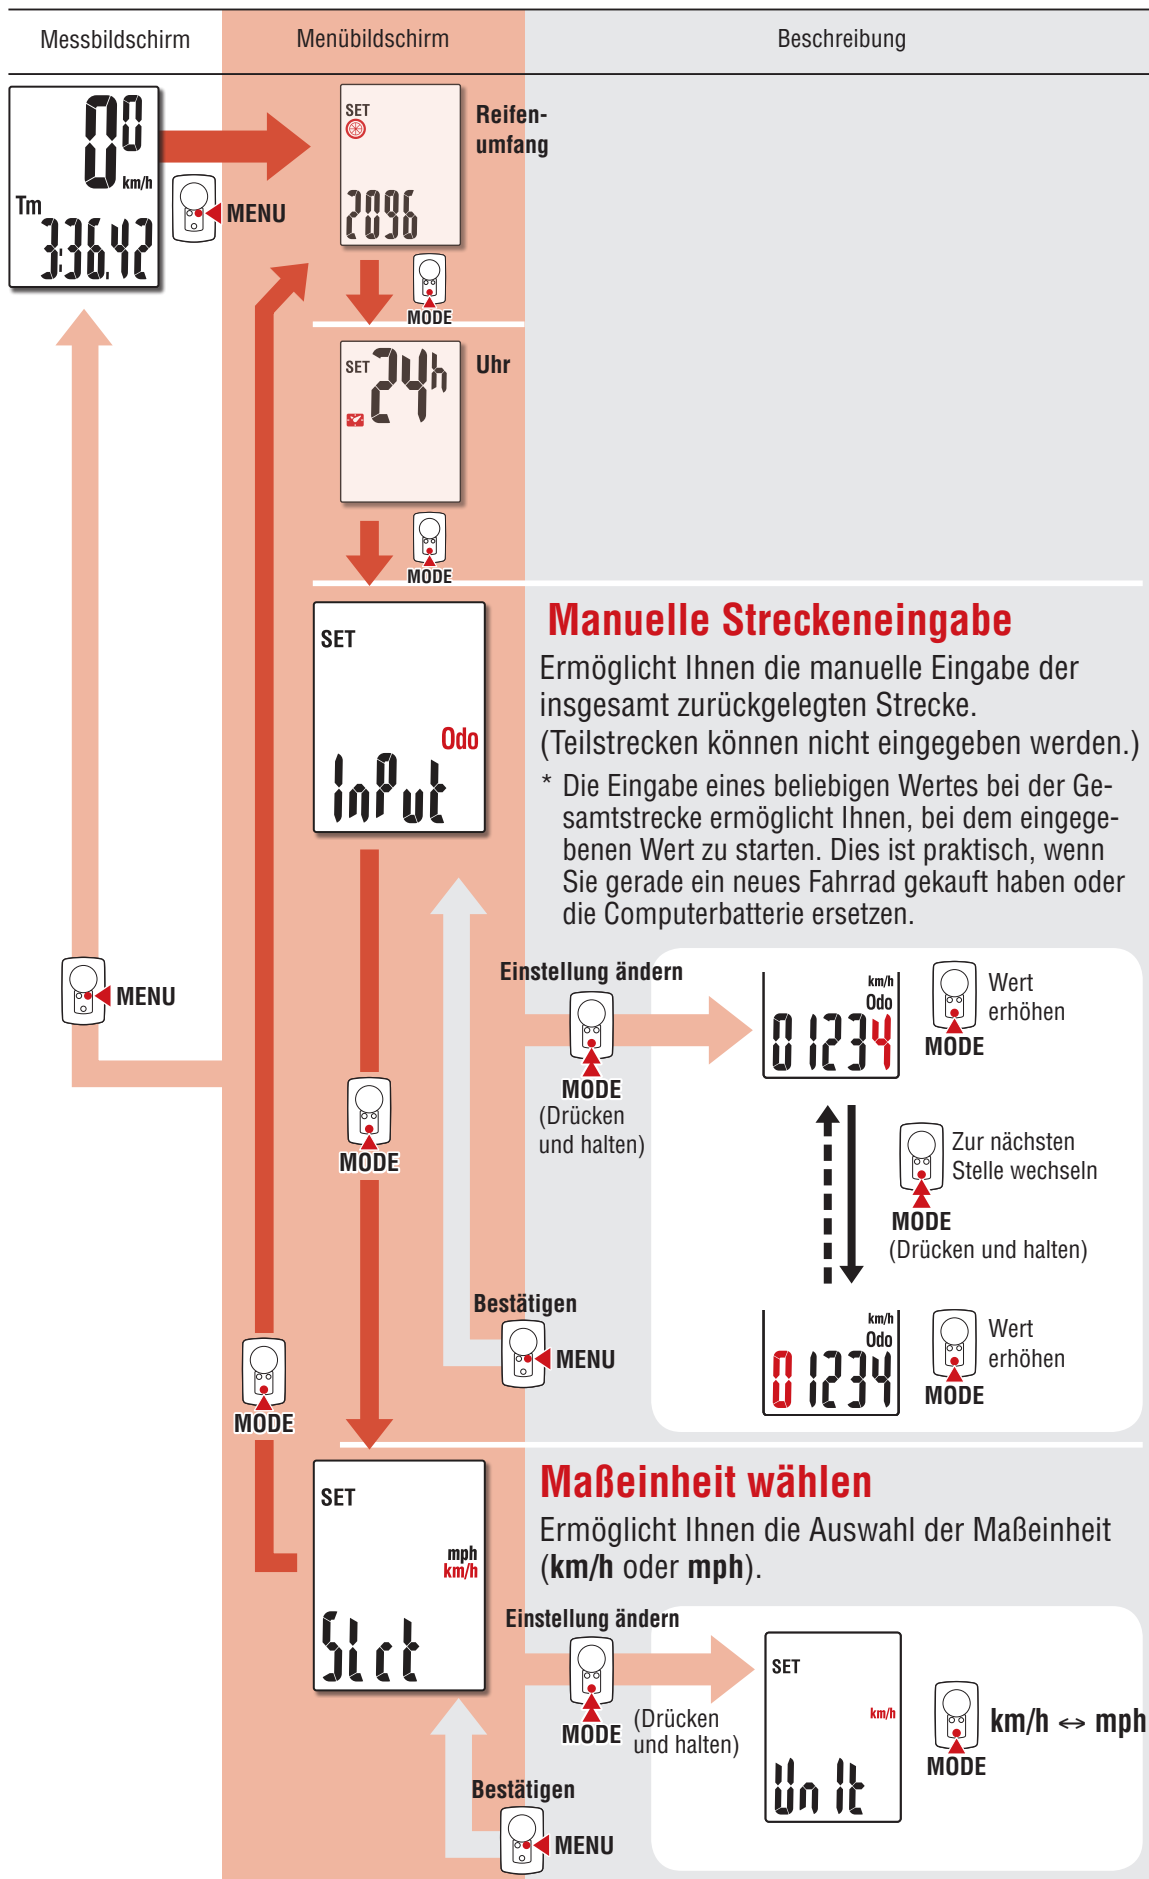 Messbildschirm
Menübildschirm
Beschreibung
0.0
km/h
Tm
3:36.42
MENU
SET
2096
Reifen-
umfang
MODE
SET
24h
Uhr
MODE
SET
Odo
InPut
Manuelle Streckeneingabe
Ermöglicht Ihnen die manuelle Eingabe der
insgesamt zurückgelegten Strecke.
(Teilstrecken können nicht eingegeben werden.)
* Die Eingabe eines beliebigen Wertes bei der Ge-
samtstrecke ermöglicht Ihnen, bei dem eingege-
benen Wert zu starten. Dies ist praktisch, wenn
Sie gerade ein neues Fahrrad gekauft haben oder
die Computerbatterie ersetzen.
MENU
Einstellung ändern
MODE
(Drücken
und halten)
km/h
Odo
01234
MODE
Wert
erhöhen
MODE
Zur nächsten
Stelle wechseln
MODE
(Drücken und halten)
Bestätigen
MENU
km/h
Odo
01234
Wert
erhöhen
MODE
MODE
SET
mph
km/h
Slct
Maßeinheit wählen
Ermöglicht Ihnen die Auswahl der Maßeinheit
(km/h oder mph).
Einstellung ändern
MODE
(Drücken
und halten)
SET
km/h
Unit
km/h ↔ mph
MODE
Bestätigen
MENU